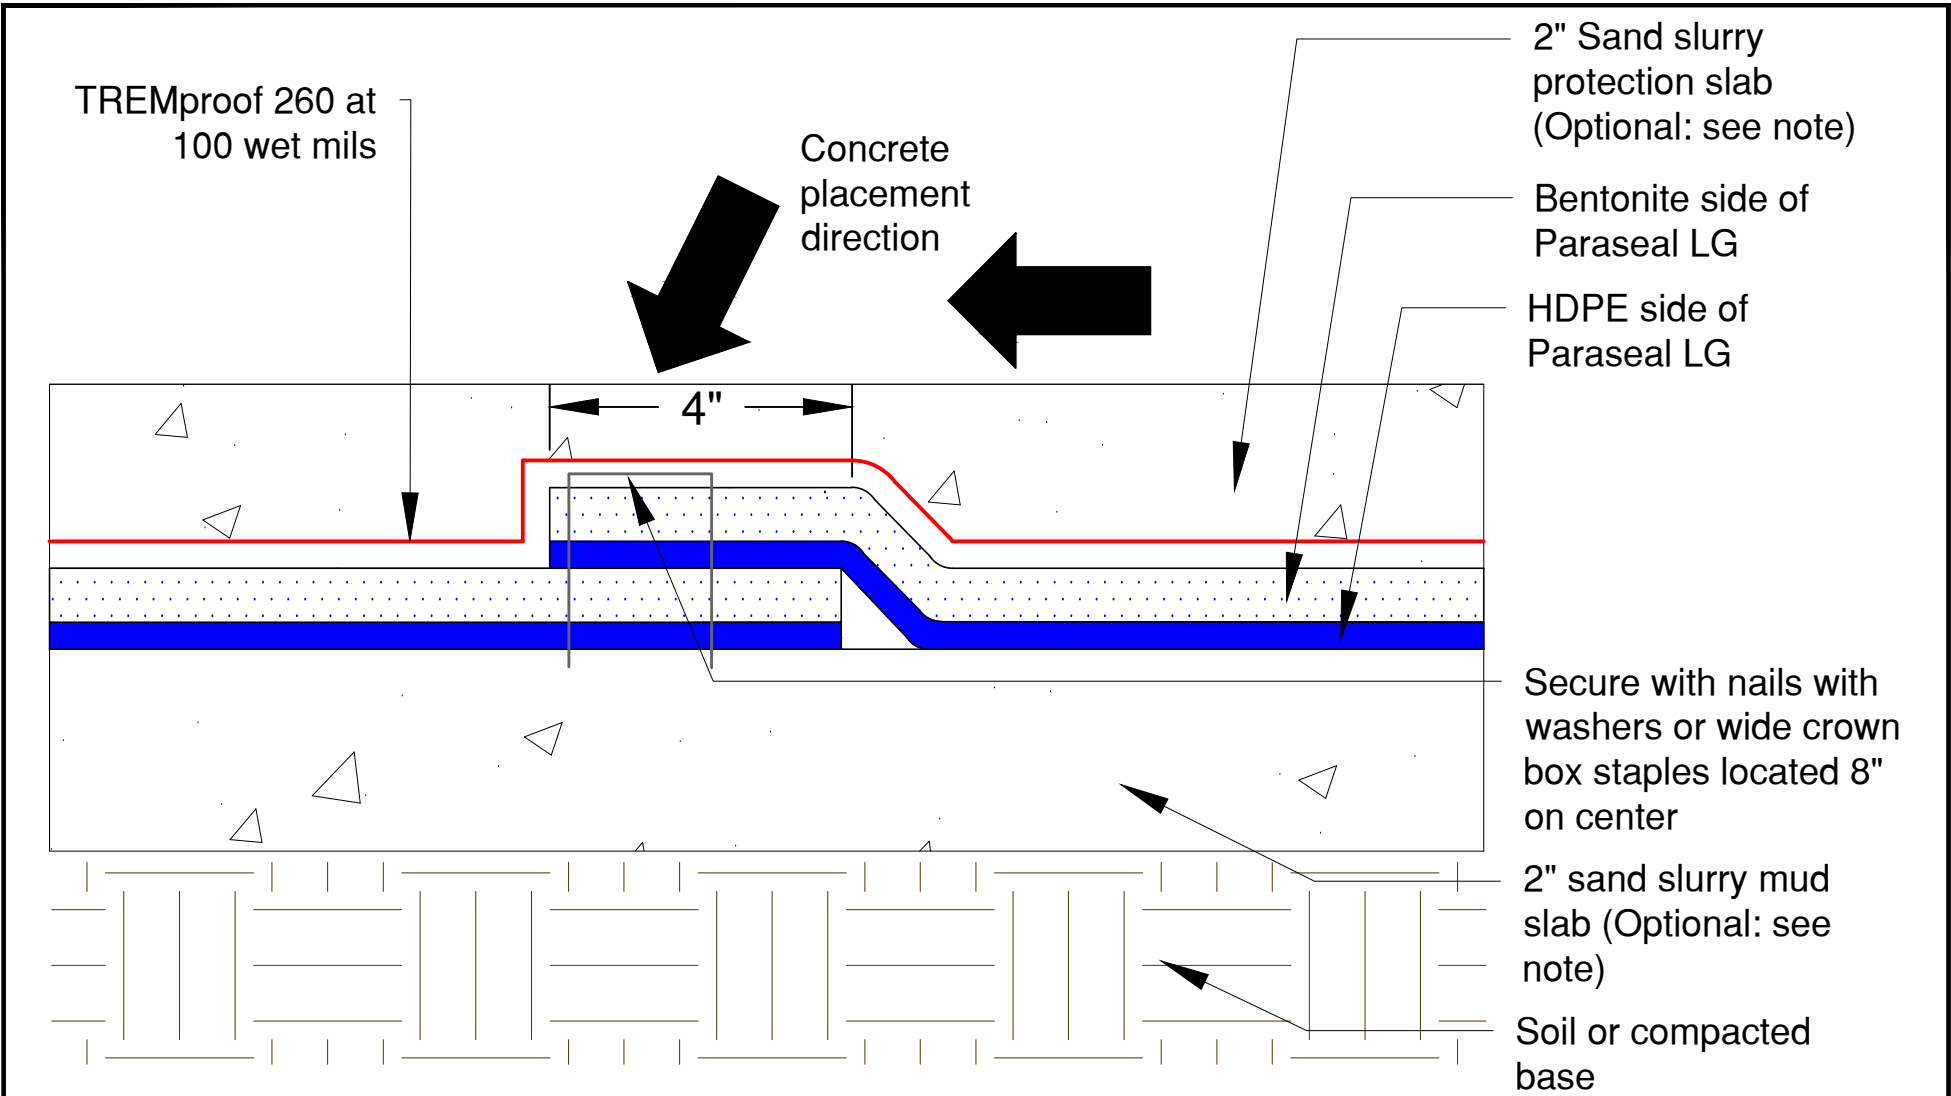 TREMproof 260 at
100 wet mils
Concrete
placement
direction
2" Sand slurry
protection slab
(Optional: see note)
Bentonite side of
Paraseal LG
HDPE side of
Paraseal LG
4"
Secure with nails with
washers or wide crown
box staples located 8"
on center
2" sand slurry mud
slab (Optional: see
note)
Soil or compacted
base